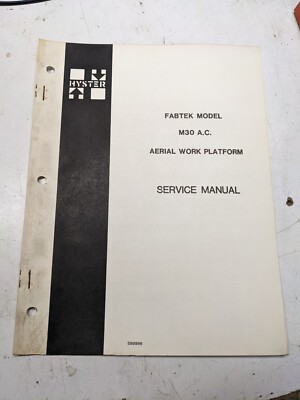 HYSTER
FABTEK MODEL
M30 A.C.
AERIAL WORK PLATFORM
SERVICE MANUAL